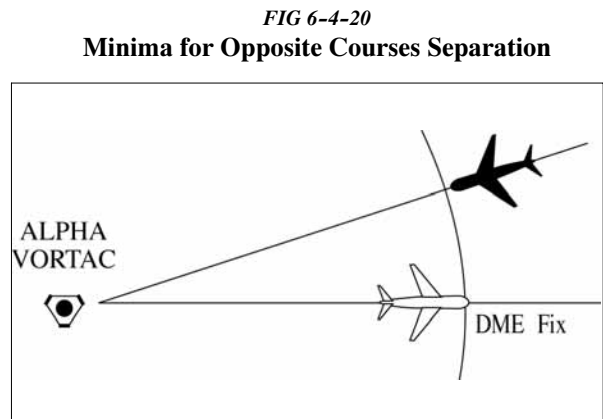 FIG 6-4-20
Minima for Opposite Courses Separation
ALPHA
VORTAC
DME Fix